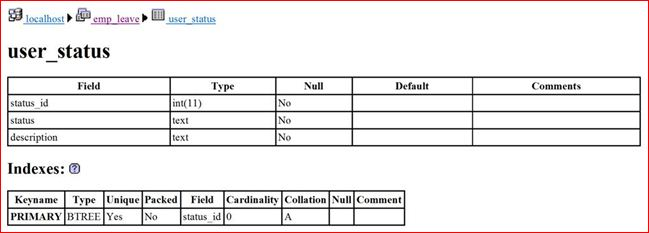 localhost emp_leave user_status
user_status
Field Type Null Default Comments
status_id int(11) No
status text No
description text No
Indexes: ?
Keyname Type Unique Packed Field Cardinality Collation Null Comment
PRIMARY BTREE Yes No status_id 0 A